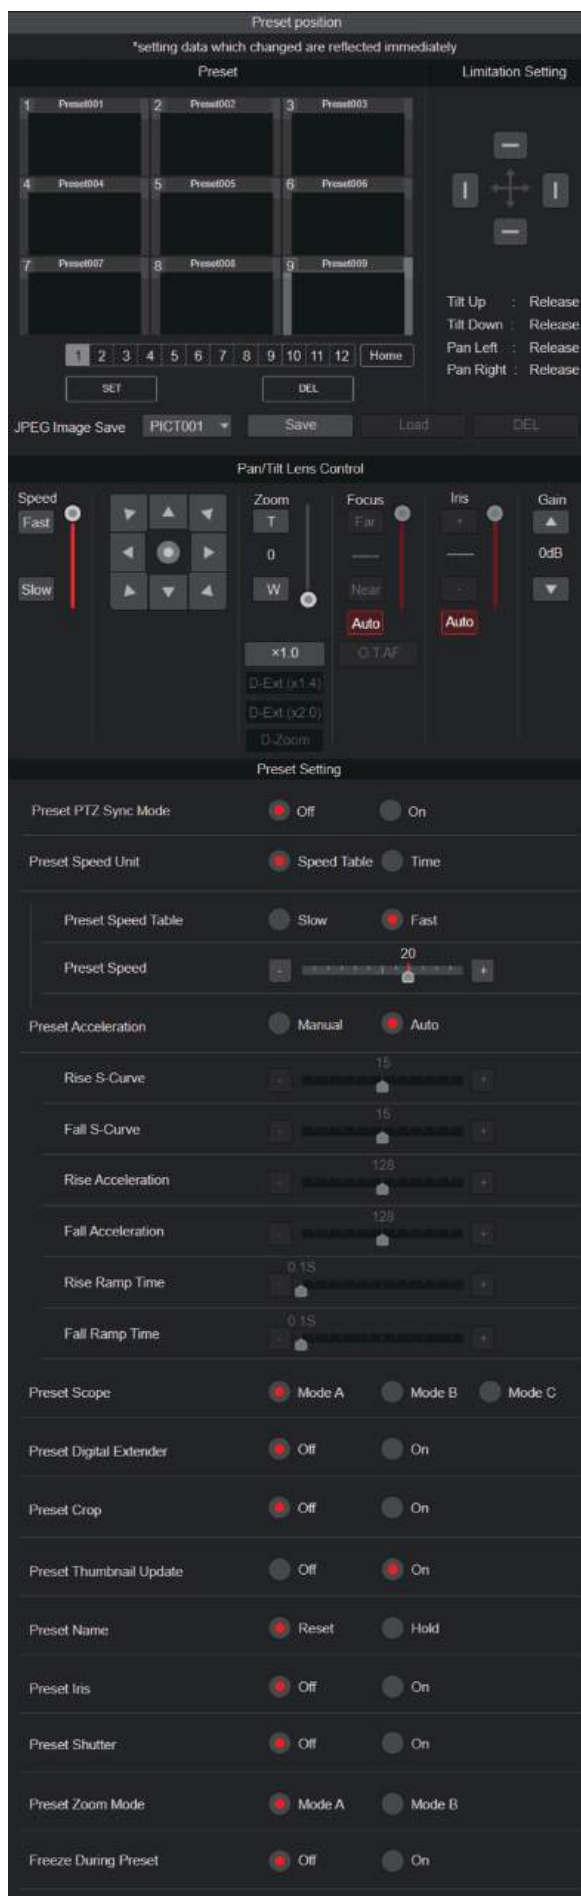 Preset position
*setting data which changed are reflected immediately
Preset Limitation Setting
1 Preset001 2 Preset002 3 Preset003
4 Preset004 5 Preset005 6 Preset006
7 Preset007 8 Preset008 9 Preset009
Tilt Up : Release
Tilt Down : Release
Pan Left : Release
Pan Right : Release
1 2 3 4 5 6 7 8 9 10 11 12 Home
SET DEL
JPEG Image Save PICT001 Save Load DEL
Pan/Tilt Lens Control
Speed Zoom Focus Iris Gain
Fast T Far +
0 0dB
Slow W Near -
Auto Auto
×1.0 O.T.AF
D-Ext (x1.4)
D-Ext (x2.0)
D-Zoom
Preset Setting
Preset PTZ Sync Mode Off On
Preset Speed Unit Speed Table Time
Preset Speed Table Slow Fast
20
Preset Speed - +
Preset Acceleration Manual Auto
15
Rise S-Curve - +
15
Fall S-Curve - +
128
Rise Acceleration - +
128
Fall Acceleration - +
0.1S
Rise Ramp Time - +
0.1S
Fall Ramp Time - +
Preset Scope Mode A Mode B Mode C
Preset Digital Extender Off On
Preset Crop Off On
Preset Thumbnail Update Off On
Preset Name Reset Hold
Preset Iris Off On
Preset Shutter Off On
Preset Zoom Mode Mode A Mode B
Freeze During Preset Off On